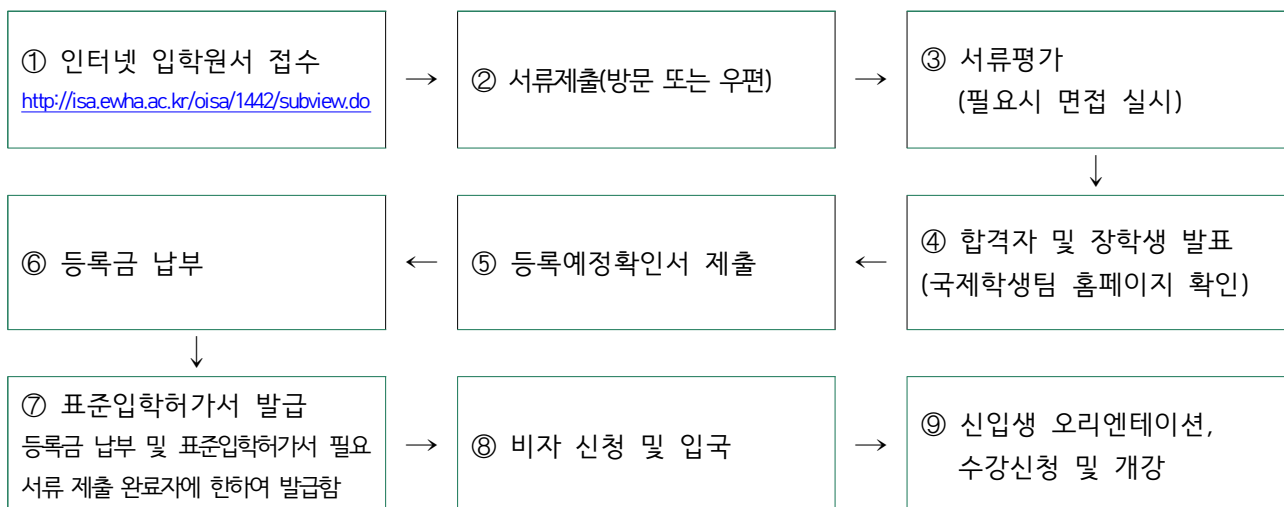 ① 인터넷 입학원서 접수
http://isa.ewha.ac.kr/oisa/1442/subview.do
→
② 서류제출(방문 또는 우편)
→
③ 서류평가
(필요시 면접 실시)
↓
④ 합격자 및 장학생 발표
(국제학생팀 홈페이지 확인)
←
⑤ 등록예정확인서 제출
←
⑥ 등록금 납부
↓
⑦ 표준입학허가서 발급
등록금 납부 및 표준입학허가서 필요
서류 제출 완료자에 한하여 발급함
→
⑧ 비자 신청 및 입국
→
⑨ 신입생 오리엔테이션,
수강신청 및 개강